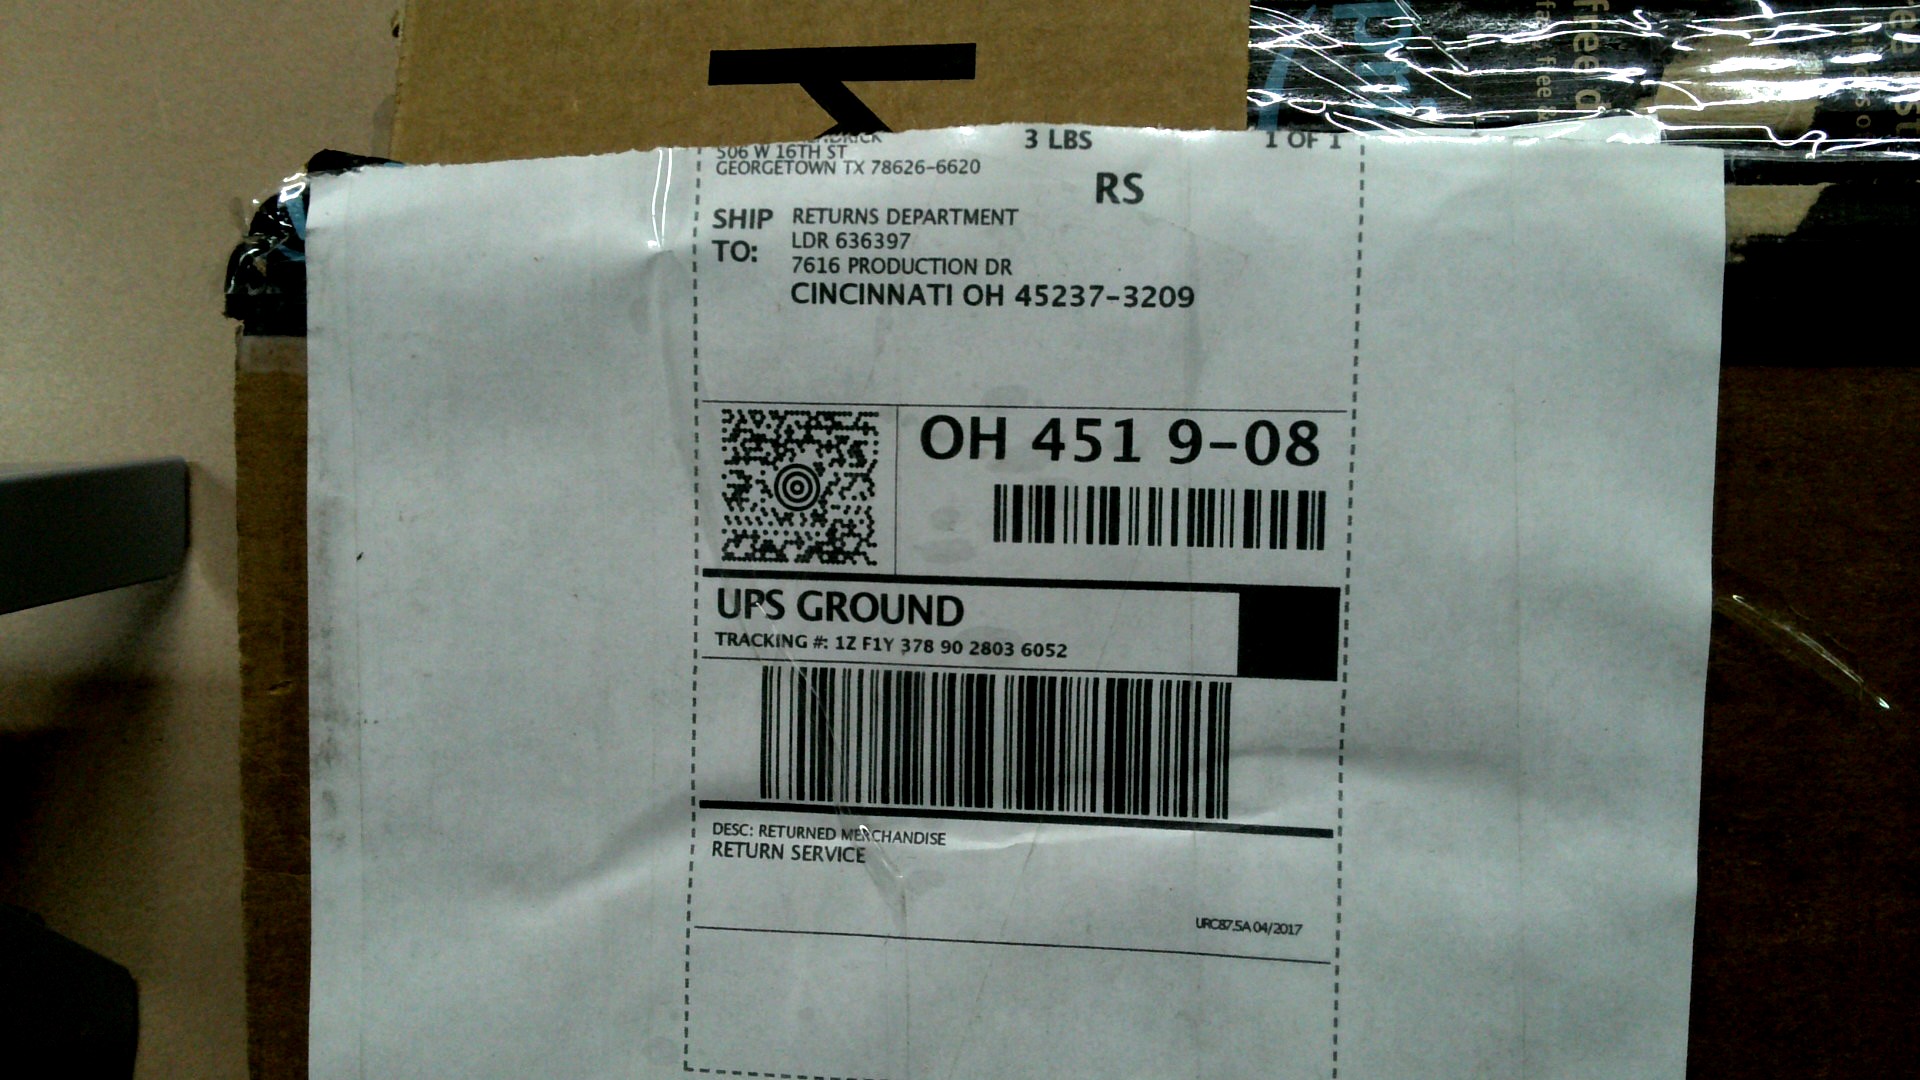 3 LBS
1 OF 1
506 W 16TH ST
GEORGETOWN TX 78626-6620
RS
SHIP TO:
RETURNS DEPARTMENT
LDR 636397
7616 PRODUCTION DR
CINCINNATI OH 45237-3209
OH 451 9-08
UPS GROUND
TRACKING #: 1Z F1Y 378 90 2803 6052
DESC: RETURNED MERCHANDISE
RETURN SERVICE
URC87.5A 04/2017
free